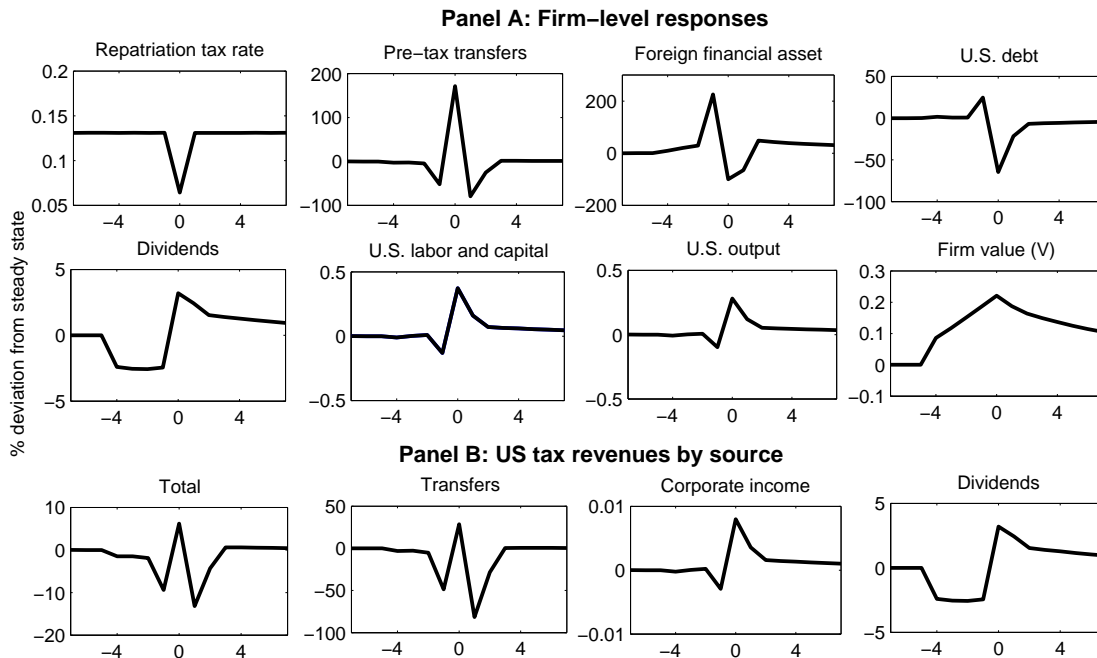 Panel A: Firm−level responses
Repatriation tax rate
Pre−tax transfers
Foreign financial asset
U.S. debt
0.2
0.15
0.1
0.05
−4 0 4
200
100
0
−100
−4 0 4
200
0
−200
−4 0 4
50
0
−50
−100
−4 0 4
% deviation from steady state
Dividends
U.S. labor and capital
U.S. output
Firm value (V)
5
0
−5
−4 0 4
0.5
0
−0.5
−4 0 4
0.5
0
−0.5
−4 0 4
0.3
0.2
0.1
0
−0.1
−4 0 4
Panel B: US tax revenues by source
Total
Transfers
Corporate income
Dividends
10
0
−10
−20
−4 0 4
50
0
−50
−100
−4 0 4
0.01
0
−0.01
−4 0 4
5
0
−5
−4 0 4